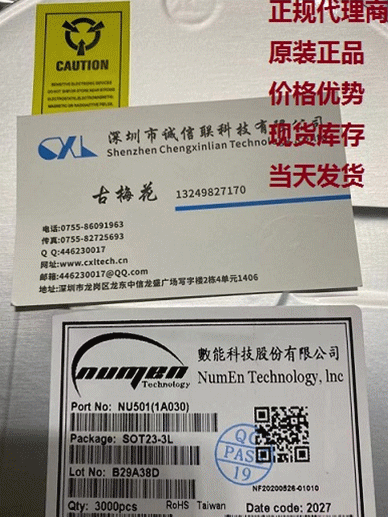 正规代理商
原装正品
价格优势
现货库存
当天发货
CAUTION
SENSITIVE ELECTRONIC DEVICES
CXL
深圳市诚信联科技有限公司
Shenzhen Chengxinlian Technology
古梅花
13249827170
电话:0755-86091963
传真:0755-82725693
Q Q:446230017
网址:www.cxltech.cn
邮箱:446230017@QQ.com
地址:深圳市龙岗区龙东中信龙盛广场写字楼2栋4单元1406
numen
Technology
數能科技股份有限公司
NumEn Technology, Inc
Port No: NU501(1A030)
Package: SOT23-3L
Lot No: B29A38D
Qty: 3000pcs
RoHS Taiwan
QC
PASS
19
NF20200526-01010
Date code: 2027